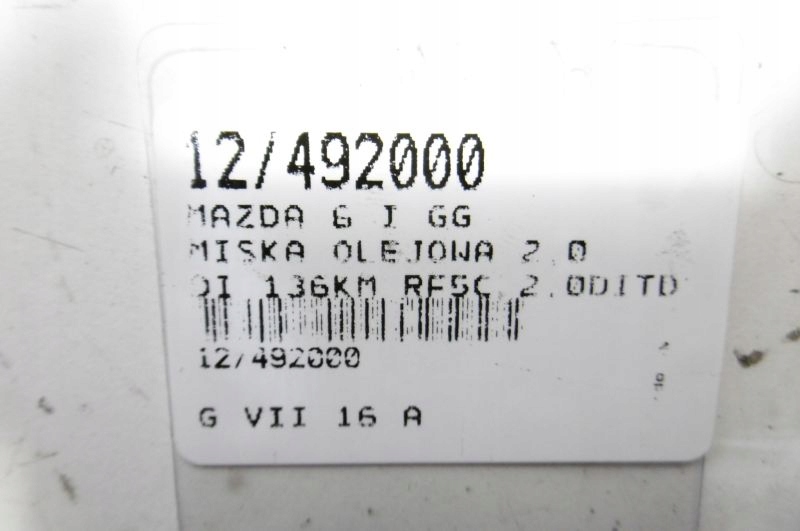 12/492000
MAZDA 6 I GG
MISKA OLEJOWA 2.0
DI 136KM RF5C 2.0DITD
12/492000
G VII 16 A